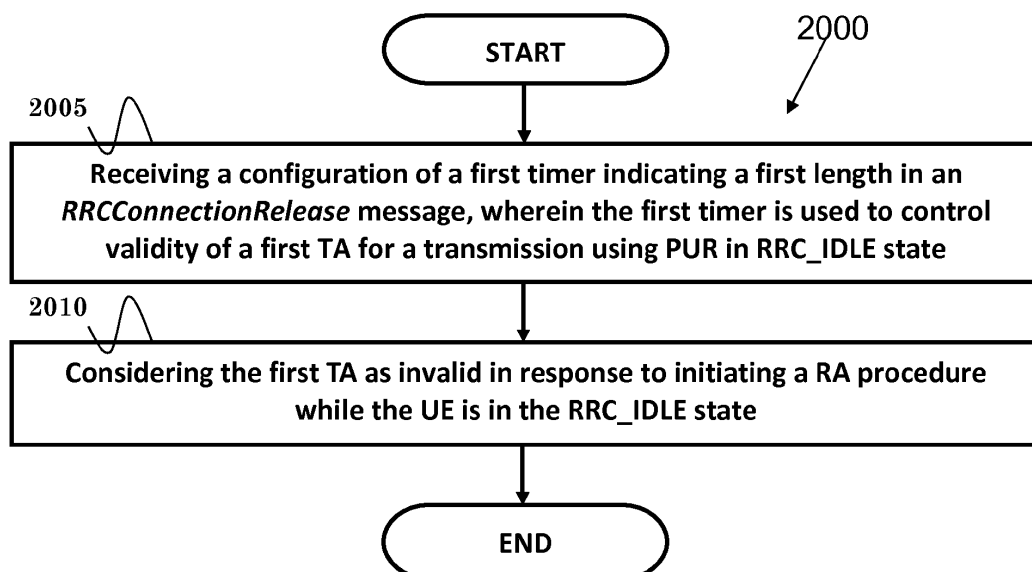 2000
START
2005
Receiving a configuration of a first timer indicating a first length in an
RRCConnectionRelease message, wherein the first timer is used to control
validity of a first TA for a transmission using PUR in RRC_IDLE state
2010
Considering the first TA as invalid in response to initiating a RA procedure
while the UE is in the RRC_IDLE state
END